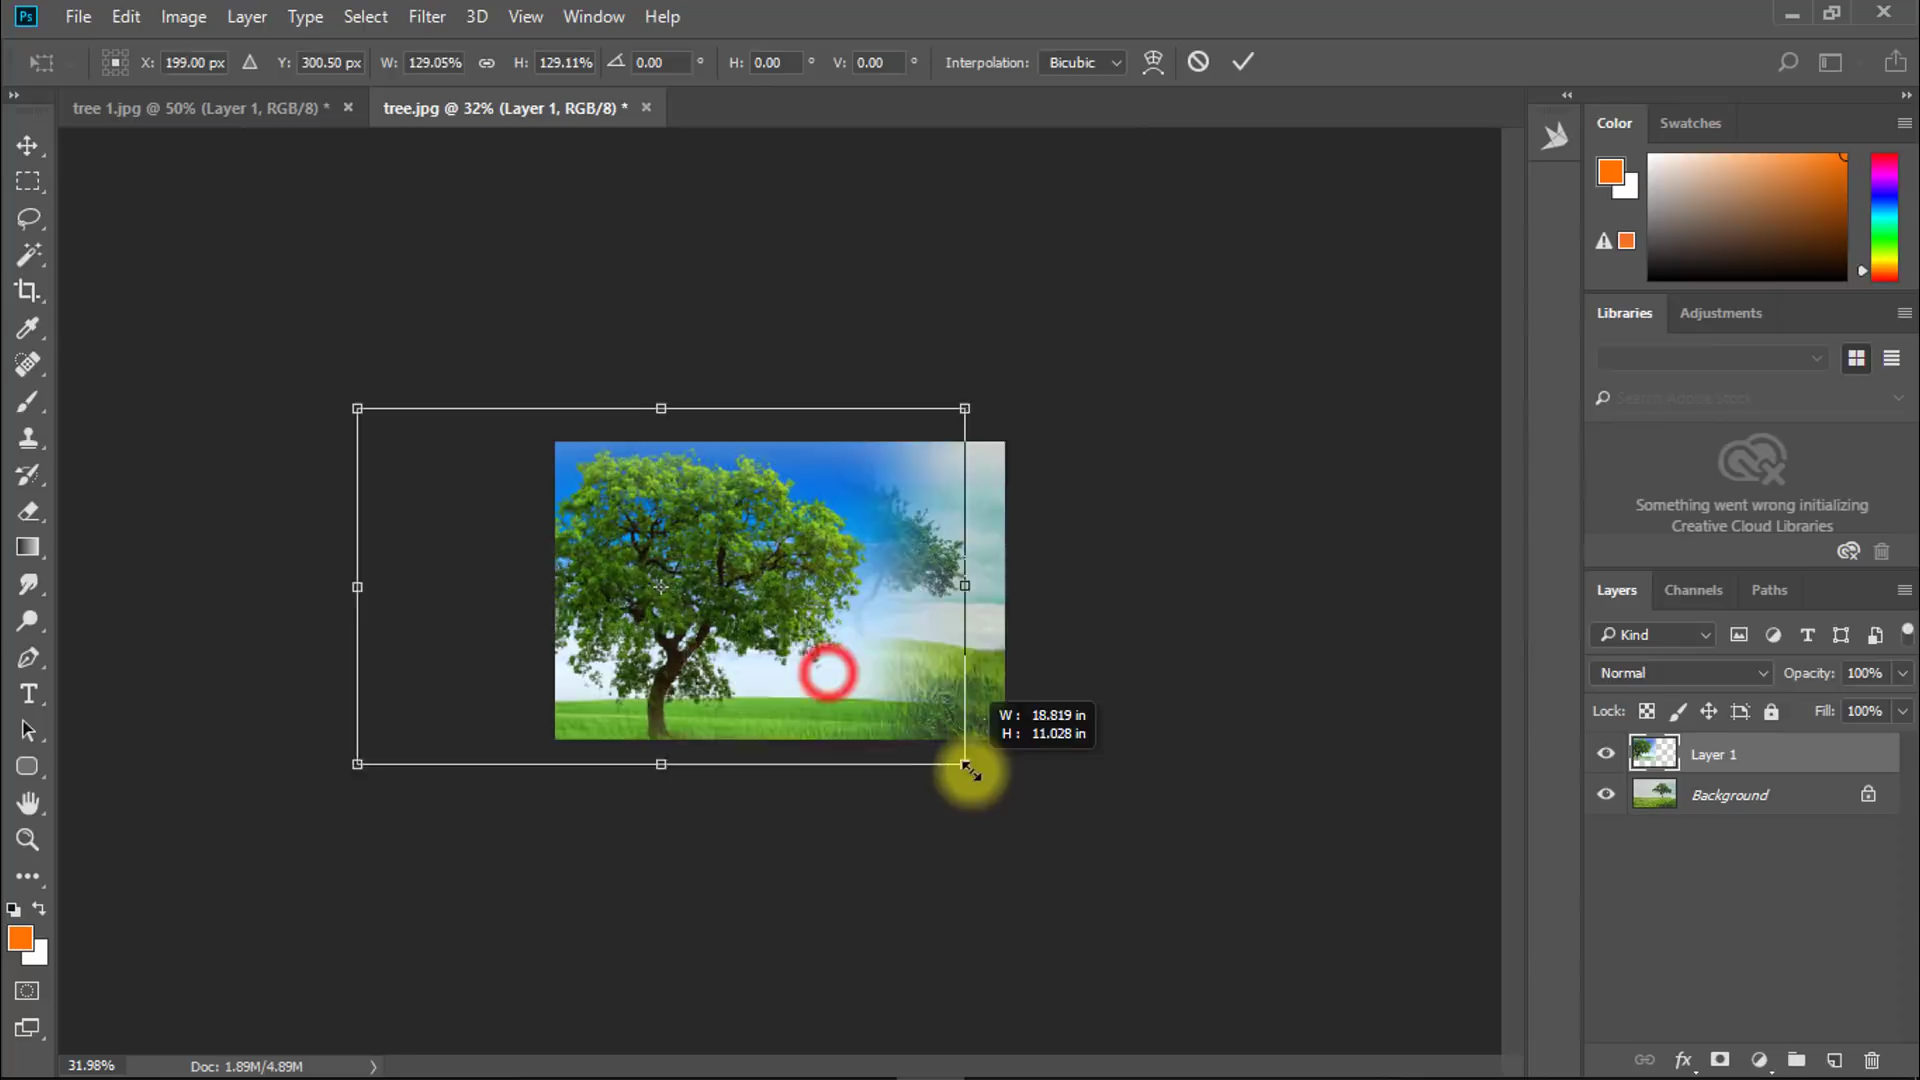 Ps File Edit Image Layer Type Select Filter 3D View Window Help
X: 199.00 px Y: 300.50 px W: 129.05% H: 129.11% 0.00 ° H: 0.00 ° V: 0.00 ° Interpolation: Bicubic
tree 1.jpg @ 50% (Layer 1, RGB/8) * × tree.jpg @ 32% (Layer 1, RGB/8) * ×
Color Swatches
Libraries Adjustments
Search Adobe Stock
Something went wrong initializing
Creative Cloud Libraries
Layers Channels Paths
Kind
Normal Opacity: 100%
Lock: Fill: 100%
W : 18.819 in
H : 11.028 in
Layer 1
Background
31.98% Doc: 1.89M/4.89M